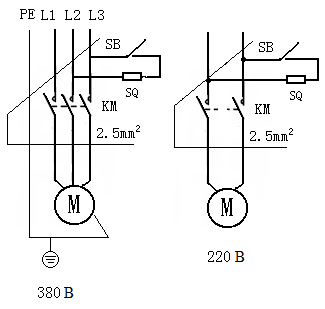 PE L1 L2 L3
SB
SQ
KM
2.5mm²
M
380 В
SB
SQ
KM
2.5mm²
M
220 В